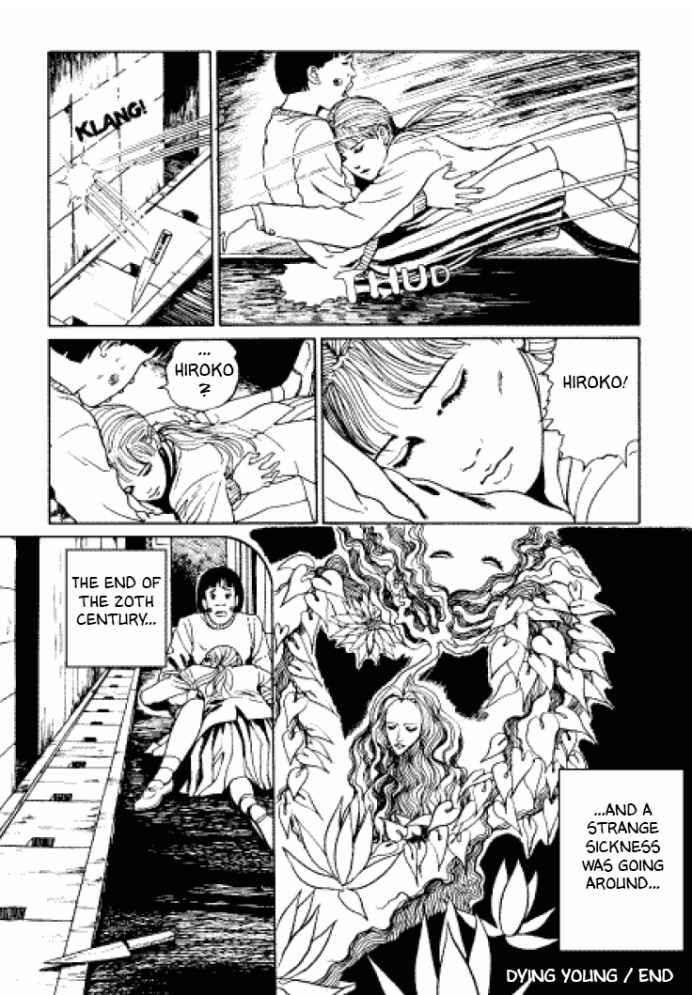 KLANG!
THUD
...
HIROKO
?
HIROKO!
THE END OF
THE 20TH
CENTURY...
...AND A
STRANGE
SICKNESS
WAS GOING
AROUND...
DYING YOUNG / END